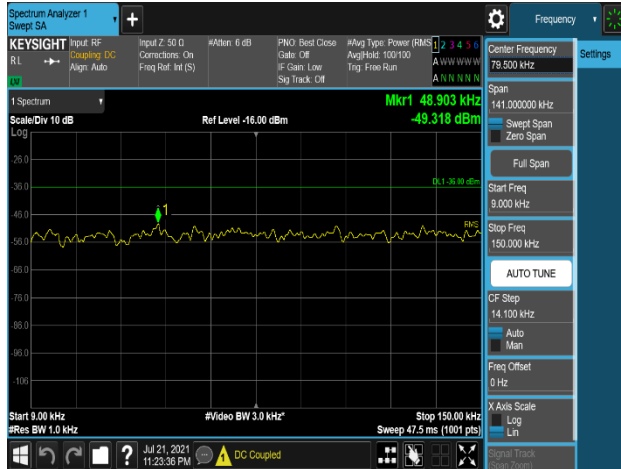 Spectrum Analyzer 1
Swept SA
Frequency
KEYSIGHT
RL
Input: RF
Coupling: DC
Align: Auto
Input Z: 50 Ω
Corrections: On
Freq Ref: Int (S)
#Atten: 6 dB
PNO: Best Close
Gate: Off
IF Gain: Low
Sig Track: Off
#Avg Type: Power (RMS
Avg|Hold: 100/100
Trig: Free Run
1 2 3 4 5 6
A W W W W W
A N N N N N
1 Spectrum
Scale/Div 10 dB
Log
Ref Level -16.00 dBm
Mkr1 48.903 kHz
-49.318 dBm
-26.0
-36.0
-46.0
-56.0
-66.0
-76.0
-86.0
-96.0
-106
1
RMS
Start 9.00 kHz
#Res BW 1.0 kHz
#Video BW 3.0 kHz*
Stop 150.00 kHz
Sweep 47.5 ms (1001 pts)
Center Frequency
79.500 kHz
Settings
Span
141.000000 kHz
Swept Span
Zero Span
Full Span
Start Freq
9.000 kHz
Stop Freq
150.000 kHz
AUTO TUNE
CF Step
14.100 kHz
Auto
Man
Freq Offset
0 Hz
X Axis Scale
Log
Lin
Signal Track
(Span Zoom)
?
Jul 21, 2021
11:23:36 PM
DC Coupled